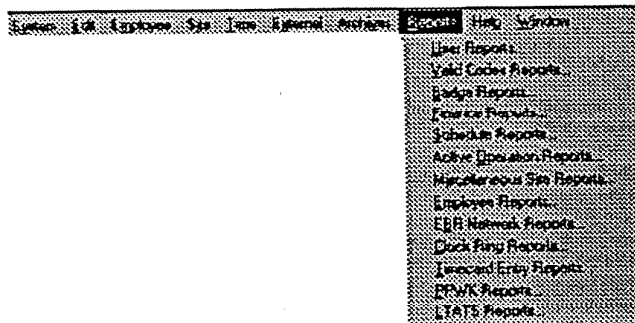 System Edit Employee Site Time External Archives Reports Help Window
User Reports...
Valid Codes Reports...
Badge Reports...
Finance Reports...
Schedule Reports...
Active Operation Reports...
Miscellaneous Site Reports...
Employee Reports...
EBR Network Reports...
Clock Ring Reports...
Timecard Entry Reports...
PPWK Reports...
ETATS Reports...